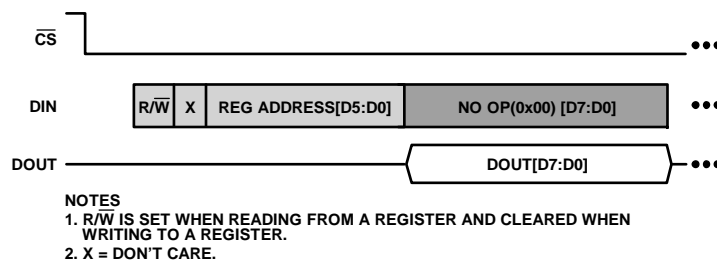 CS
DIN R/W X REG ADDRESS[D5:D0] NO OP(0x00) [D7:D0]
DOUT DOUT[D7:D0]
NOTES
1. R/W IS SET WHEN READING FROM A REGISTER AND CLEARED WHEN
WRITING TO A REGISTER.
2. X = DON'T CARE.